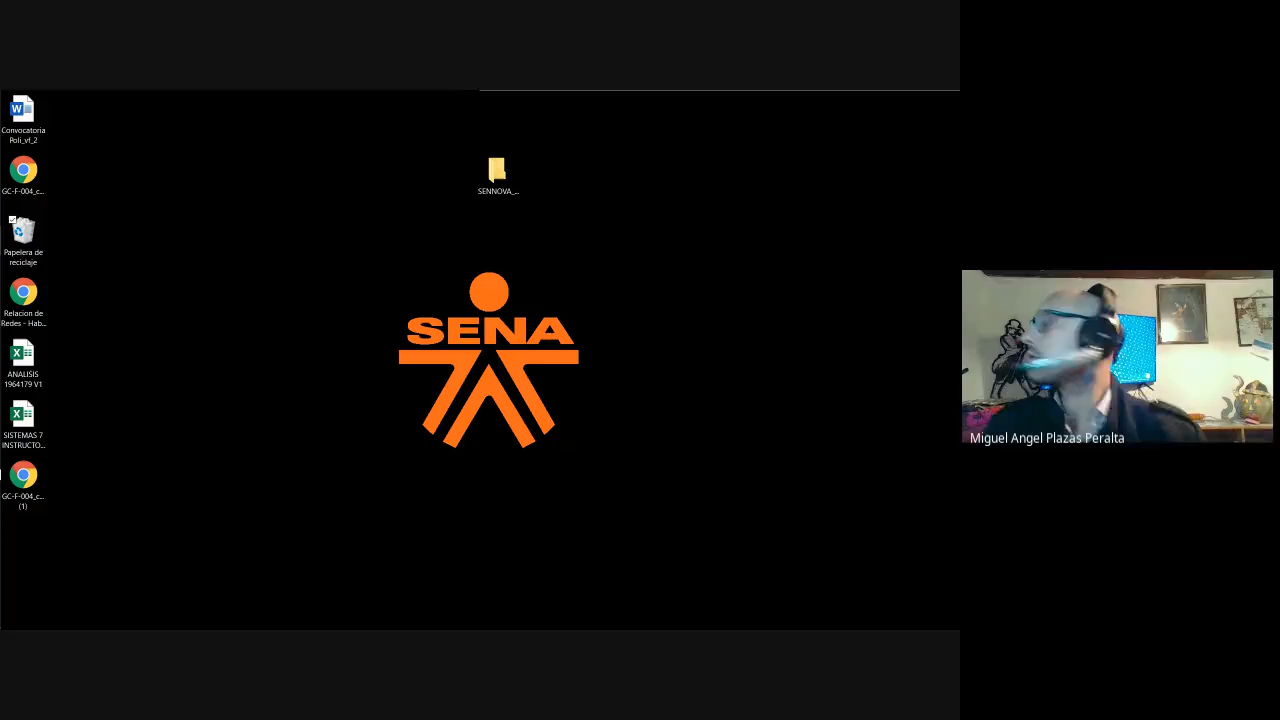 Convocatoria
Poli_vf_2
GC-F-004_c...
Papelera de
reciclaje
Relacion de
Redes - Hab...
ANALISIS
1964179 V1
SISTEMAS 7
INSTRUCTO...
GC-F-004_c...
(1)
SENNOVA_...
SENA
Miguel Angel Plazas Peralta